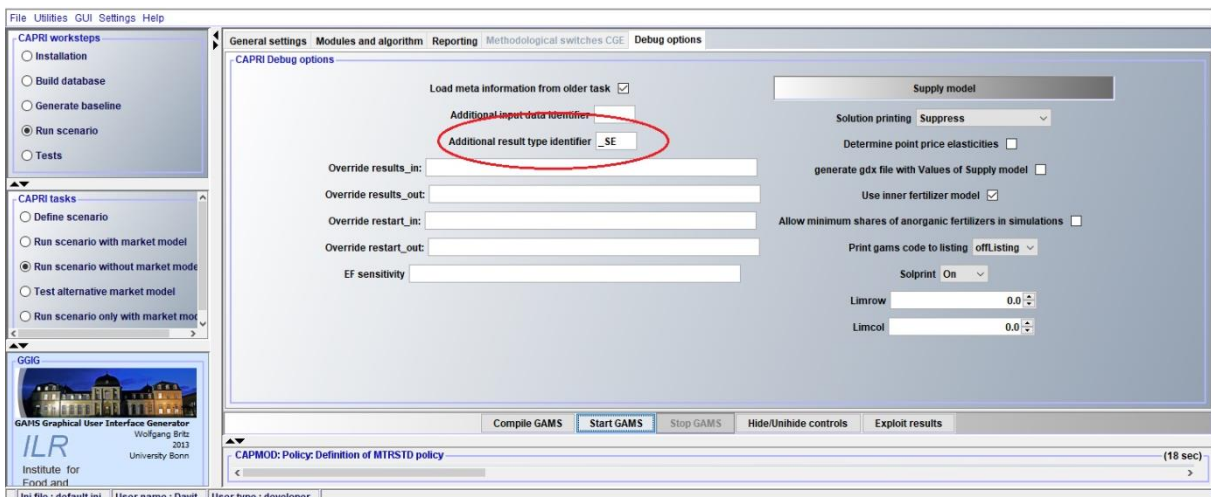 File Utilities GUI Settings Help
CAPRI worksteps
Installation
Build database
Generate baseline
Run scenario
Tests
CAPRI tasks
Define scenario
Run scenario with market model
Run scenario without market mode
Test alternative market model
Run scenario only with market mod
GGIG
GAMS Graphical User Interface Generator
Wolfgang Britz
2013
University Bonn
ILR
Institute for
Food and
General settings Modules and algorithm Reporting Methodological switches CGE Debug options
CAPRI Debug options
Load meta information from older task
Additional input data identifier
Additional result type identifier _SE
Override results_in:
Override results_out:
Override restart_in:
Override restart_out:
EF sensitivity
Supply model
Solution printing Suppress
Determine point price elasticities
generate gdx file with Values of Supply model
Use inner fertilizer model
Allow minimum shares of anorganic fertilizers in simulations
Print gams code to listing offListing
Solprint On
Limrow 0.0
Limcol 0.0
Compile GAMS Start GAMS Stop GAMS Hide/Unihide controls Exploit results
CAPMOD: Policy: Definition of MTRSTD policy (18 sec)
Ini file : default.ini User name : Davit User type : developer